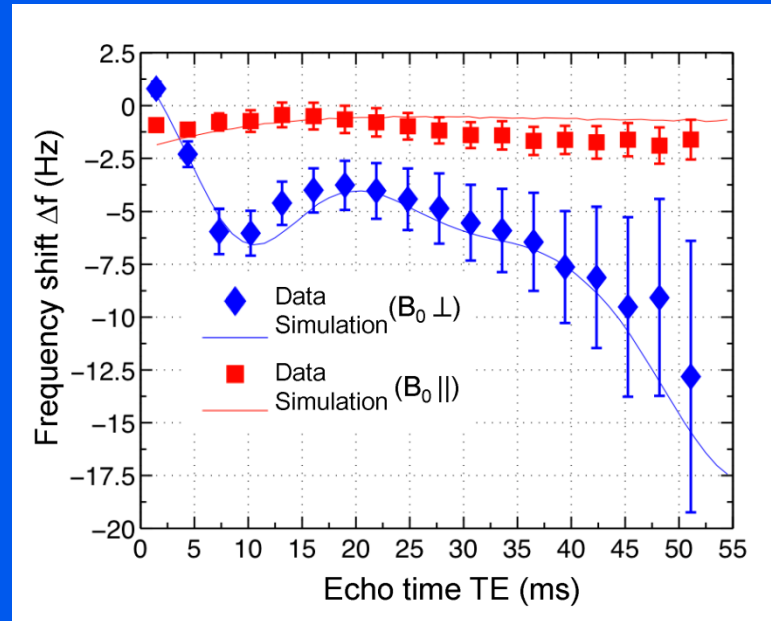 2.5
0
−2.5
−5
−7.5
−10
−12.5
−15
−17.5
−20
Frequency shift Δf (Hz)
Data
Simulation (B₀ ⊥)
Data
Simulation (B₀ ||)
0 5 10 15 20 25 30 35 40 45 50 55
Echo time TE (ms)